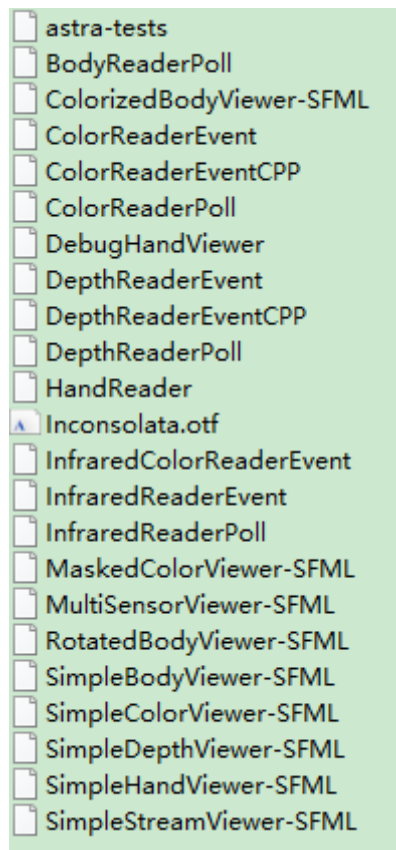 astra-tests
BodyReaderPoll
ColorizedBodyViewer-SFML
ColorReaderEvent
ColorReaderEventCPP
ColorReaderPoll
DebugHandViewer
DepthReaderEvent
DepthReaderEventCPP
DepthReaderPoll
HandReader
Inconsolata.otf
InfraredColorReaderEvent
InfraredReaderEvent
InfraredReaderPoll
MaskedColorViewer-SFML
MultiSensorViewer-SFML
RotatedBodyViewer-SFML
SimpleBodyViewer-SFML
SimpleColorViewer-SFML
SimpleDepthViewer-SFML
SimpleHandViewer-SFML
SimpleStreamViewer-SFML